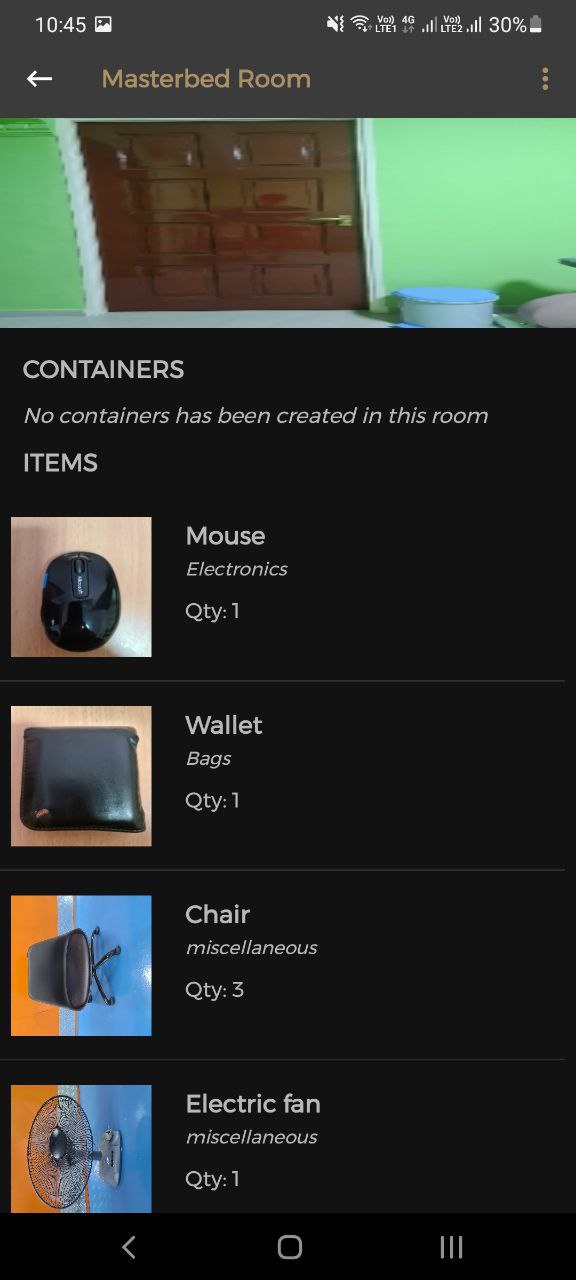 10:45 Vo)) LTE1 4G Vo)) LTE2 30%
Masterbed Room
CONTAINERS
No containers has been created in this room
ITEMS
Mouse
Electronics
Qty: 1
Microsoft
Wallet
Bags
Qty: 1
Chair
miscellaneous
Qty: 3
Electric fan
miscellaneous
Qty: 1